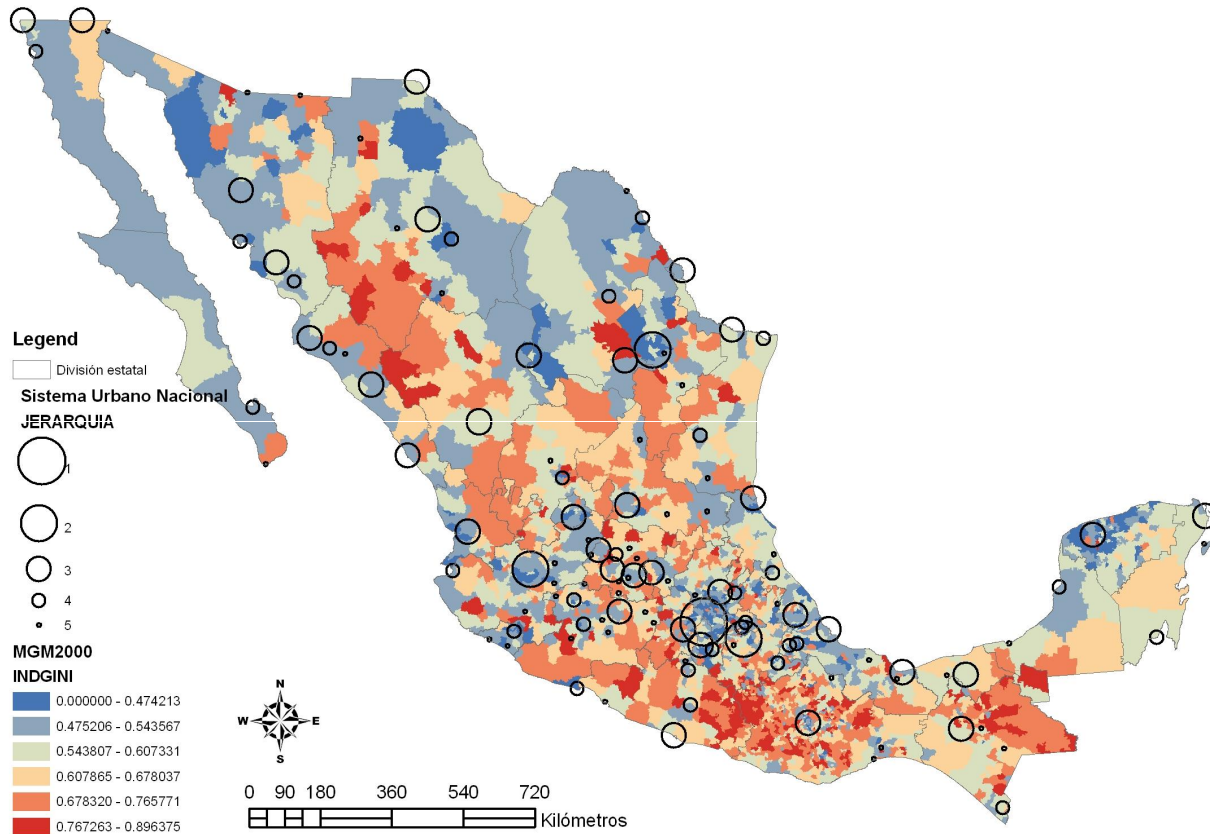 Legend
División estatal
Sistema Urbano Nacional
JERARQUIA
1
2
3
4
5
MGM2000
INDGINI
0.000000 - 0.474213
0.475206 - 0.543567
0.543807 - 0.607331
0.607865 - 0.678037
0.678320 - 0.765771
0.767263 - 0.896375
N
W E
S
0 90 180 360 540 720
Kilómetros